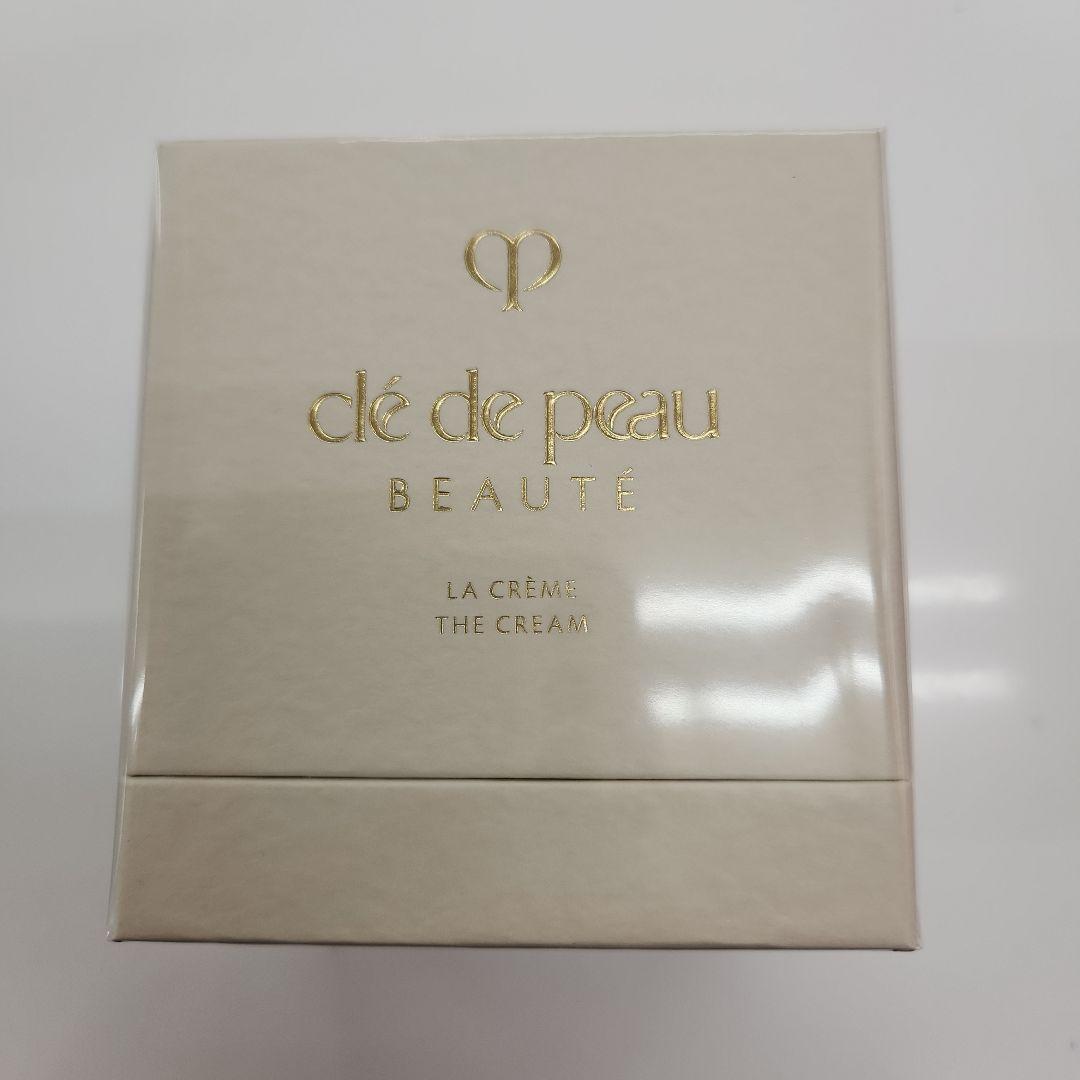 clé de peau
BEAUTÉ
LA CRÈME
THE CREAM